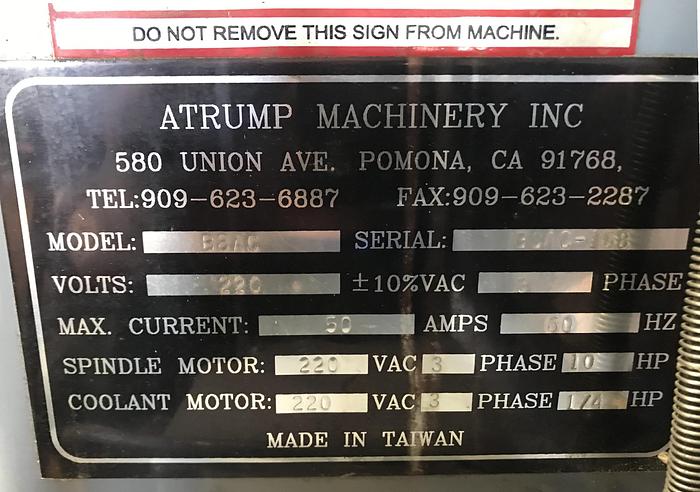 DO NOT REMOVE THIS SIGN FROM MACHINE.
ATRUMP MACHINERY INC
580 UNION AVE. POMONA, CA 91768,
TEL:909-623-6887 FAX:909-623-2287
MODEL: SERIAL:
VOLTS: 220 ±10%VAC 3 PHASE
MAX. CURRENT: 50 AMPS 60 HZ
SPINDLE MOTOR: 220 VAC 3 PHASE 10 HP
COOLANT MOTOR: 220 VAC 3 PHASE 1/4 HP
MADE IN TAIWAN